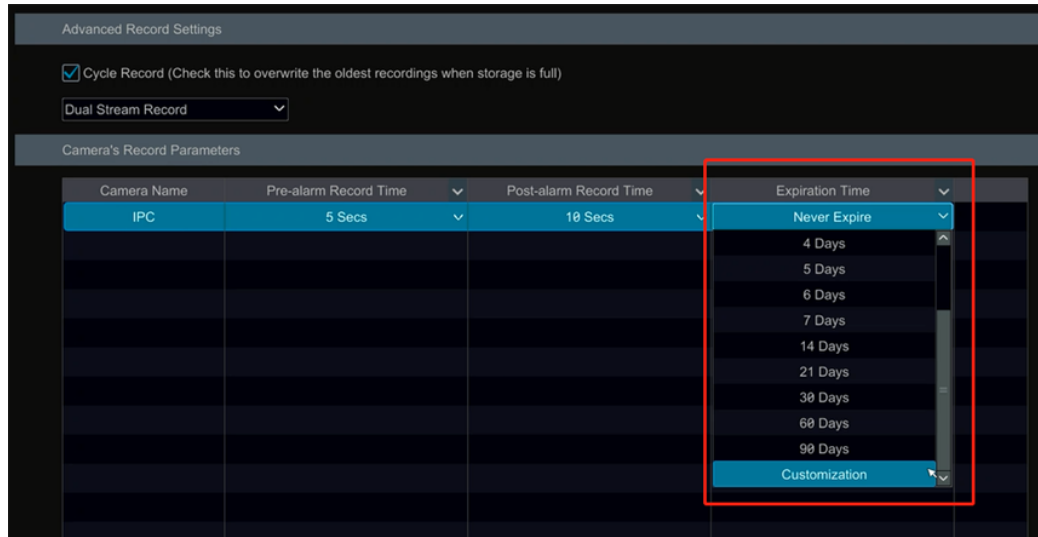 Advanced Record Settings
Cycle Record (Check this to overwrite the oldest recordings when storage is full)
Dual Stream Record
Camera's Record Parameters
Camera Name Pre-alarm Record Time Post-alarm Record Time Expiration Time
IPC 5 Secs 10 Secs Never Expire
4 Days
5 Days
6 Days
7 Days
14 Days
21 Days
30 Days
60 Days
90 Days
Customization